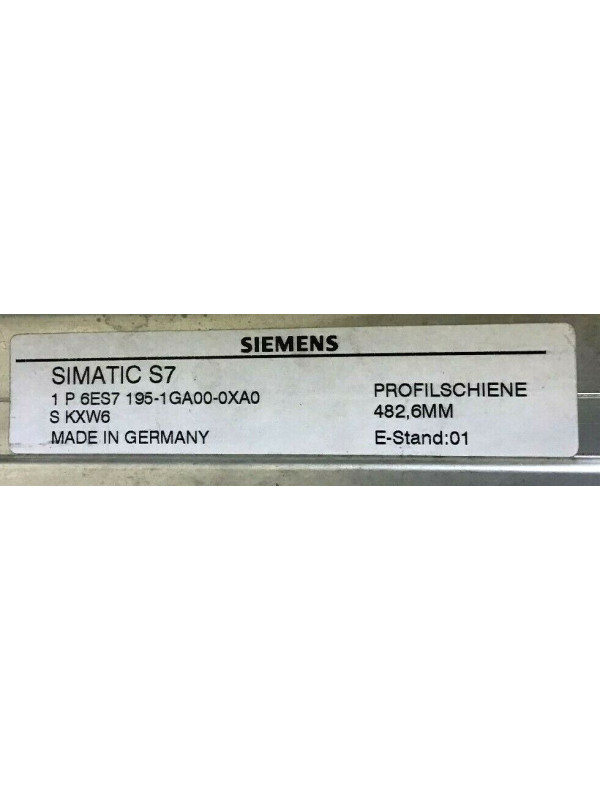 SIEMENS
SIMATIC S7
1 P 6ES7 195-1GA00-0XA0
S KXW6
MADE IN GERMANY
PROFILSCHIENE
482,6MM
E-Stand:01